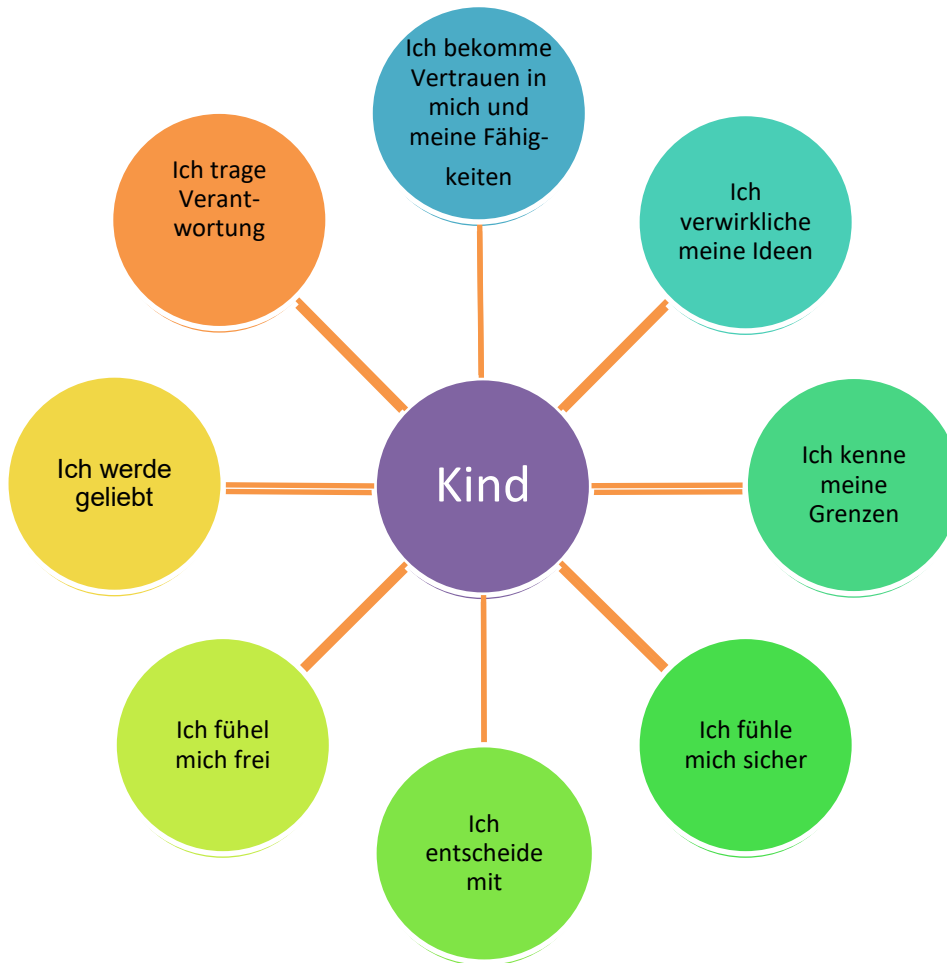 Ich bekomme
Vertrauen in
mich und
meine Fähig-
keiten
Ich trage
Verant-
wortung
Ich
verwirkliche
meine Ideen
Ich werde
geliebt
Kind
Ich kenne
meine
Grenzen
Ich fühel
mich frei
Ich fühle
mich sicher
Ich
entscheide
mit